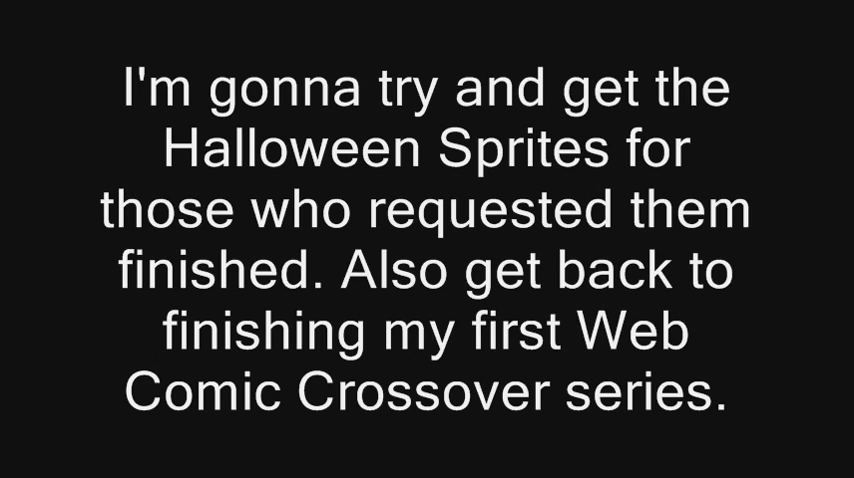 I'm gonna try and get the
Halloween Sprites for
those who requested them
finished. Also get back to
finishing my first Web
Comic Crossover series.